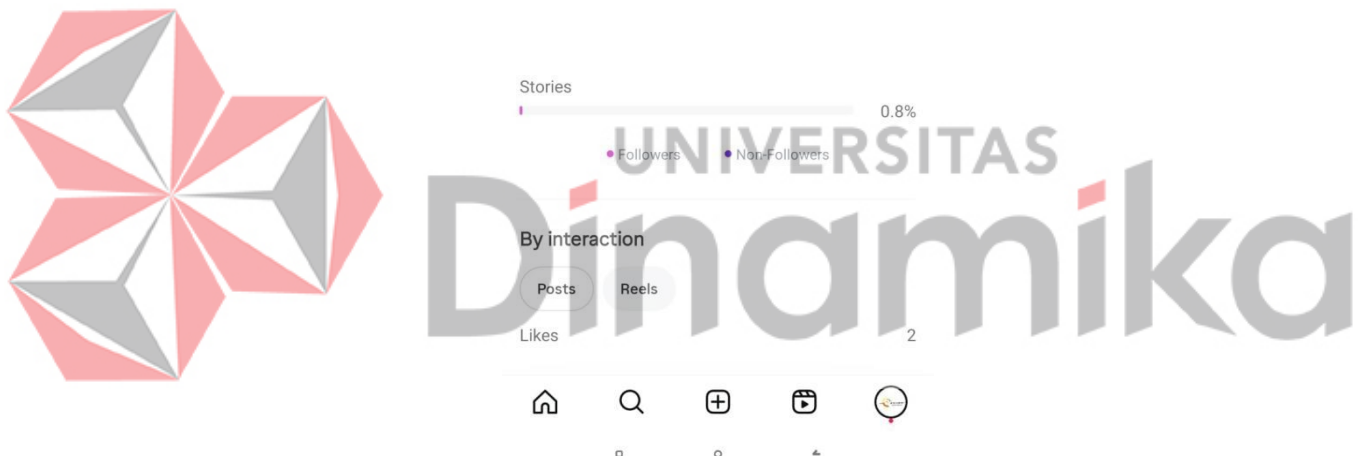 Stories
0.8%
UNIVERSITAS
Followers Non-Followers
Dinamika
By interaction
Posts Reels
Likes 2